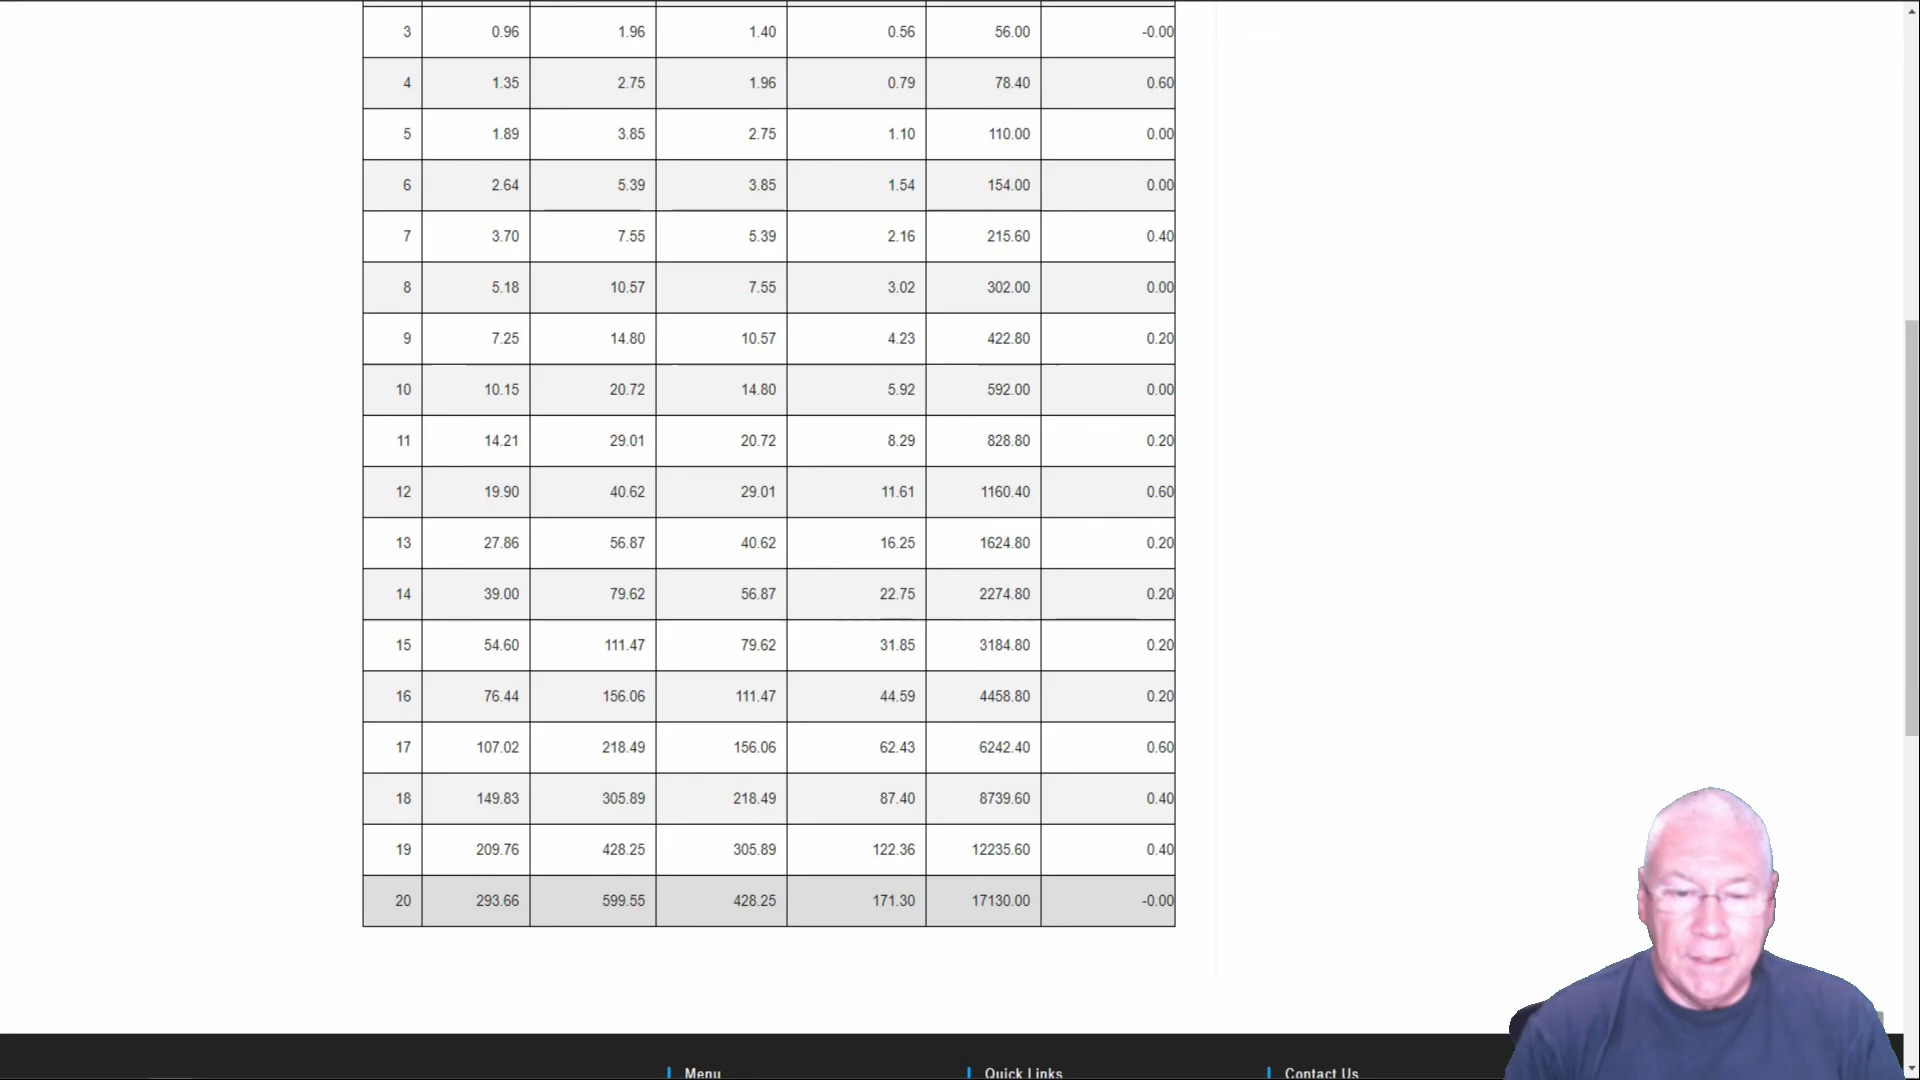 3 0.96 1.96 1.40 0.56 56.00 -0.00
4 1.35 2.75 1.96 0.79 78.40 0.60
5 1.89 3.85 2.75 1.10 110.00 0.00
6 2.64 5.39 3.85 1.54 154.00 0.00
7 3.70 7.55 5.39 2.16 215.60 0.40
8 5.18 10.57 7.55 3.02 302.00 0.00
9 7.25 14.80 10.57 4.23 422.80 0.20
10 10.15 20.72 14.80 5.92 592.00 0.00
11 14.21 29.01 20.72 8.29 828.80 0.20
12 19.90 40.62 29.01 11.61 1160.40 0.60
13 27.86 56.87 40.62 16.25 1624.80 0.20
14 39.00 79.62 56.87 22.75 2274.80 0.20
15 54.60 111.47 79.62 31.85 3184.80 0.20
16 76.44 156.06 111.47 44.59 4458.80 0.20
17 107.02 218.49 156.06 62.43 6242.40 0.60
18 149.83 305.89 218.49 87.40 8739.60 0.40
19 209.76 428.25 305.89 122.36 12235.60 0.40
20 293.66 599.55 428.25 171.30 17130.00 -0.00
Menu Quick Links Contact Us